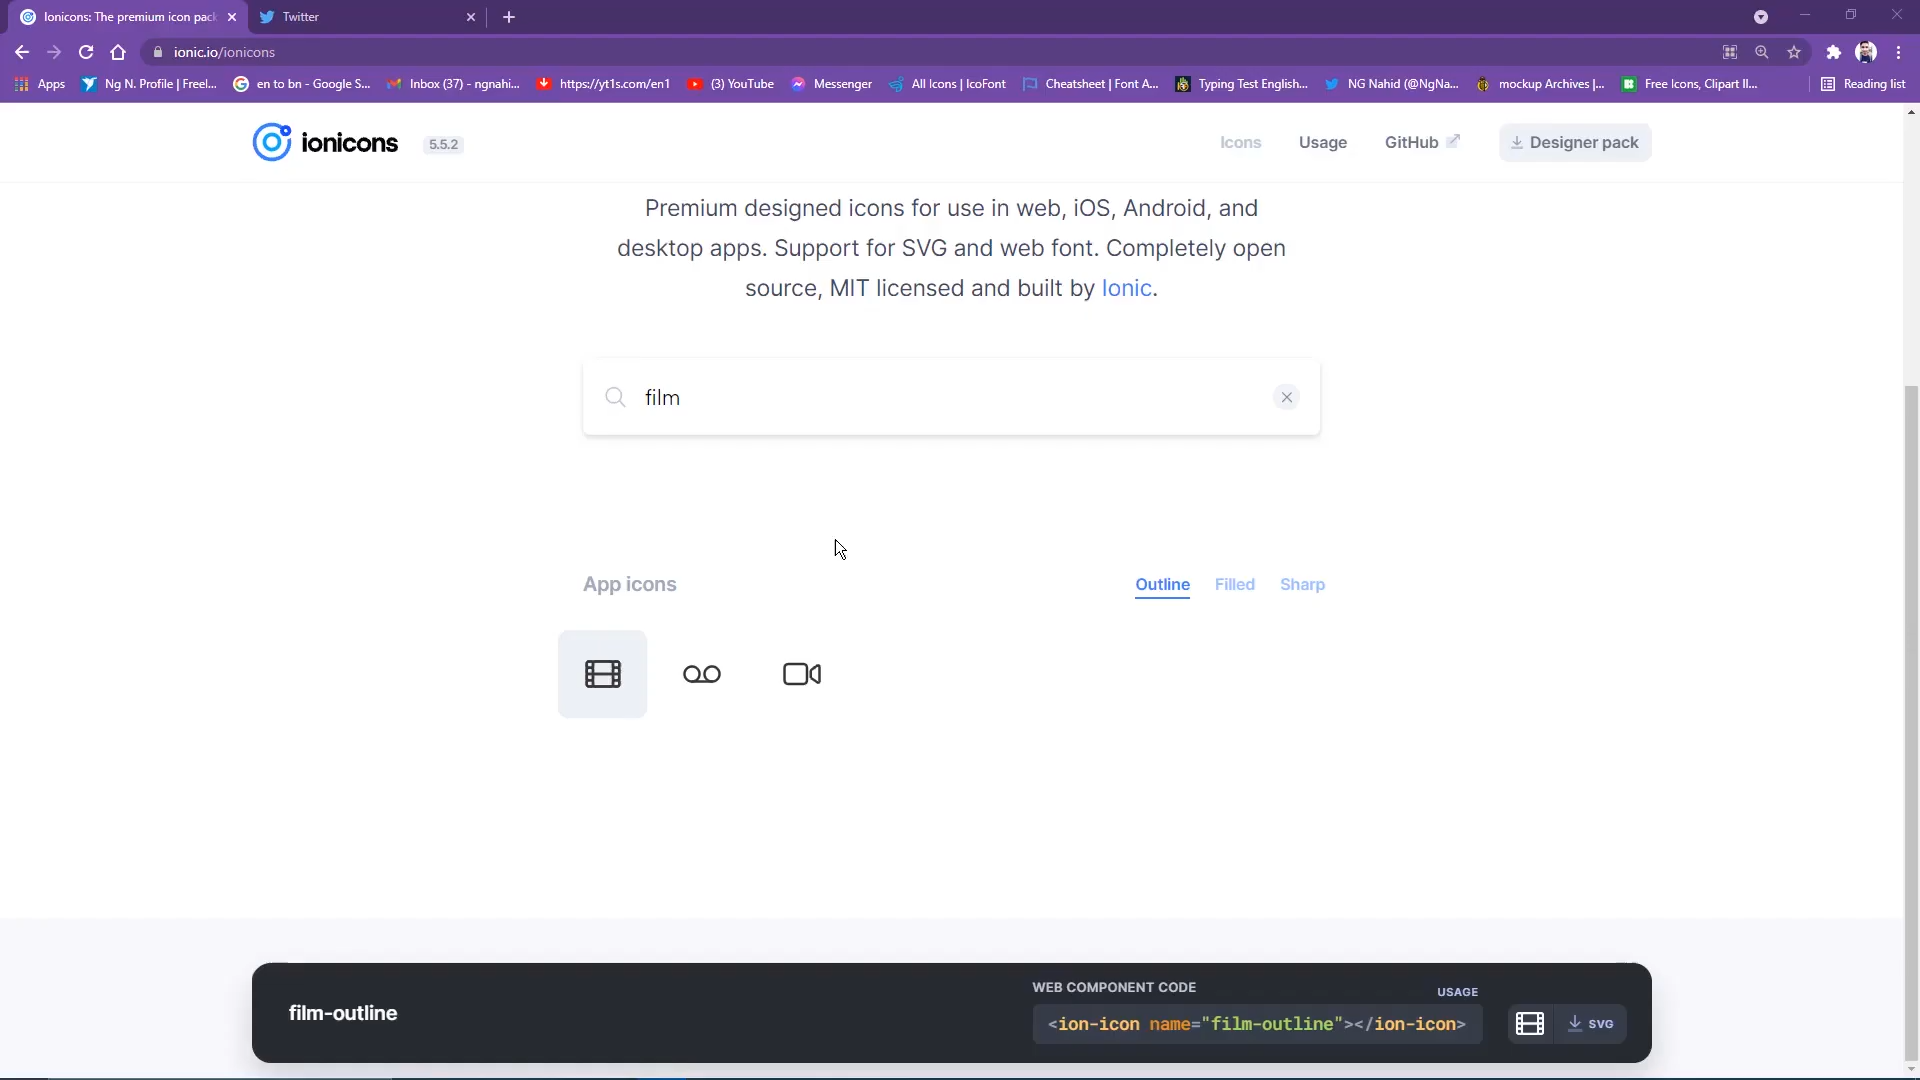 Ionicons: The premium icon pack
Twitter
ionic.io/ionicons
Apps
Ng N. Profile | Freel...
en to bn - Google S...
Inbox (37) - ngnahi...
https://yt1s.com/en1
(3) YouTube
Messenger
All Icons | IcoFont
Cheatsheet | Font A...
Typing Test English...
NG Nahid (@NgNa...
mockup Archives |...
Free Icons, Clipart Il...
Reading list
ionicons
5.5.2
Icons
Usage
GitHub
Designer pack
Premium designed icons for use in web, iOS, Android, and
desktop apps. Support for SVG and web font. Completely open
source, MIT licensed and built by Ionic.
film
App icons
Outline
Filled
Sharp
film-outline
WEB COMPONENT CODE
USAGE
<ion-icon name="film-outline"></ion-icon>
SVG